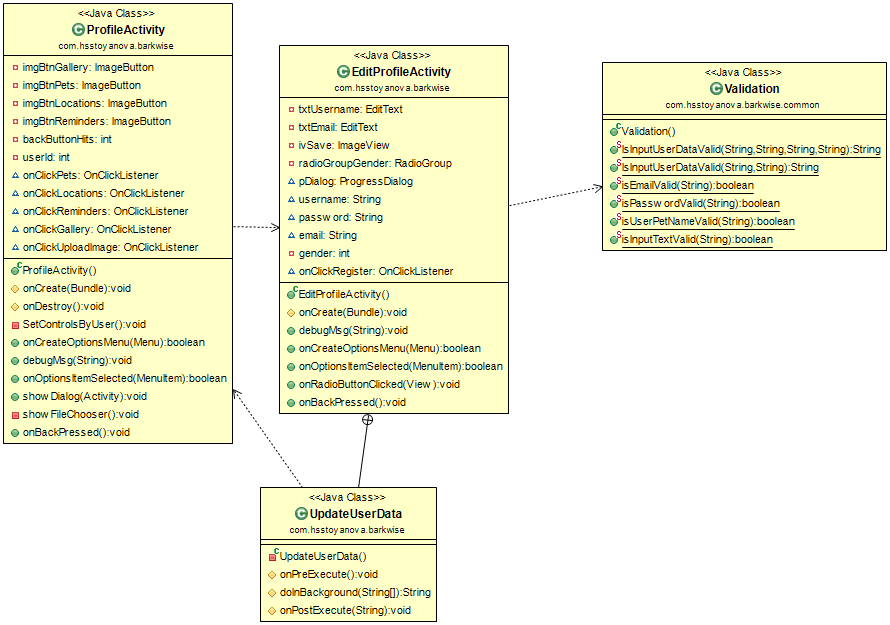 <<Java Class>>
ProfileActivity
com.hsstoyanova.barkwise
imgBtnGallery: ImageButton
imgBtnPets: ImageButton
imgBtnLocations: ImageButton
imgBtnReminders: ImageButton
backButtonHits: int
userId: int
onClickPets: OnClickListener
onClickLocations: OnClickListener
onClickReminders: OnClickListener
onClickGallery: OnClickListener
onClickUploadImage: OnClickListener
ProfileActivity()
onCreate(Bundle):void
onDestroy():void
SetControlsByUser():void
onCreateOptionsMenu(Menu):boolean
debugMsg(String):void
onOptionsItemSelected(MenuItem):boolean
showDialog(Activity):void
showFileChooser():void
onBackPressed():void
<<Java Class>>
EditProfileActivity
com.hsstoyanova.barkwise
txtUsername: EditText
txtEmail: EditText
ivSave: ImageView
radioGroupGender: RadioGroup
pDialog: ProgressDialog
username: String
password: String
email: String
gender: int
onClickRegister: OnClickListener
EditProfileActivity()
onCreate(Bundle):void
debugMsg(String):void
onCreateOptionsMenu(Menu):boolean
onOptionsItemSelected(MenuItem):boolean
onRadioButtonClicked(View):void
onBackPressed():void
<<Java Class>>
Validation
com.hsstoyanova.barkwise.common
Validation()
IsInputUserDataValid(String,String,String,String):String
IsInputUserDataValid(String,String):String
isEmailValid(String):boolean
isPasswordValid(String):boolean
isUserPetNameValid(String):boolean
isInputTextValid(String):boolean
<<Java Class>>
UpdateUserData
com.hsstoyanova.barkwise
UpdateUserData()
onPreExecute():void
doInBackground(String[]):String
onPostExecute(String):void